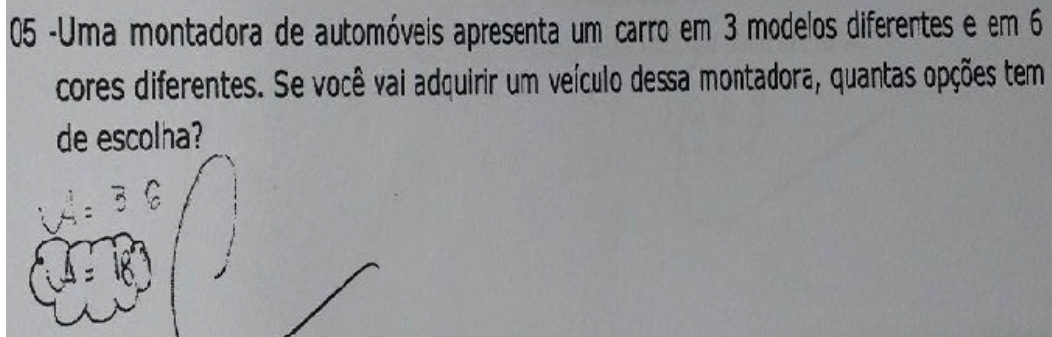 05 -Uma montadora de automóveis apresenta um carro em 3 modelos diferentes e em 6
cores diferentes. Se você vai adquirir um veículo dessa montadora, quantas opções tem
de escolha?
A = 3 6
A = 18